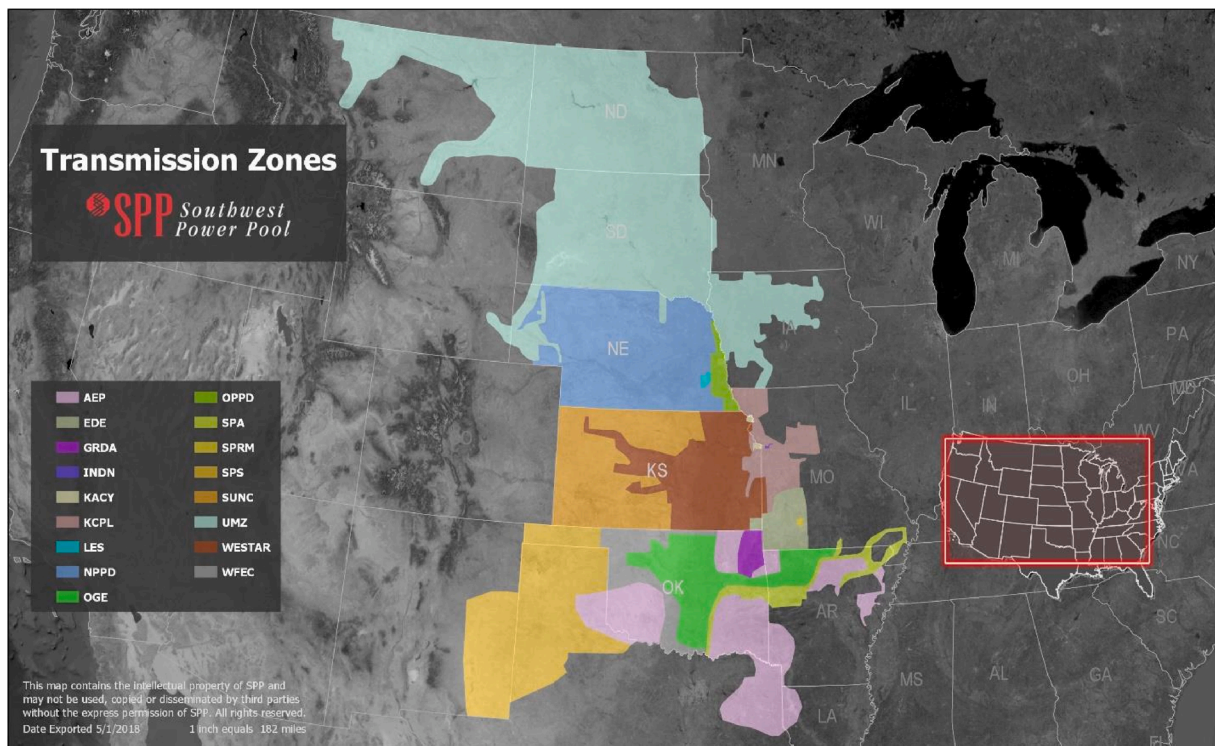 Transmission Zones
SPP Southwest
Power Pool
AEP
EDE
GRDA
INDN
KACY
KCPL
LES
NPPD
OGE
OPPD
SPA
SPRM
SPS
SUNC
UMZ
WESTAR
WFEC
ND
MN
SD
WI
MI
NY
IA
NE
PA
OH
MD
IL
IN
WV
VA
KS
MO
NC
OK
AR
SC
MS
AL
GA
LA
FL
This map contains the intellectual property of SPP and
may not be used, copied or disseminated by third parties
without the express permission of SPP. All rights reserved.
Date Exported 5/1/2018 1 inch equals 182 miles